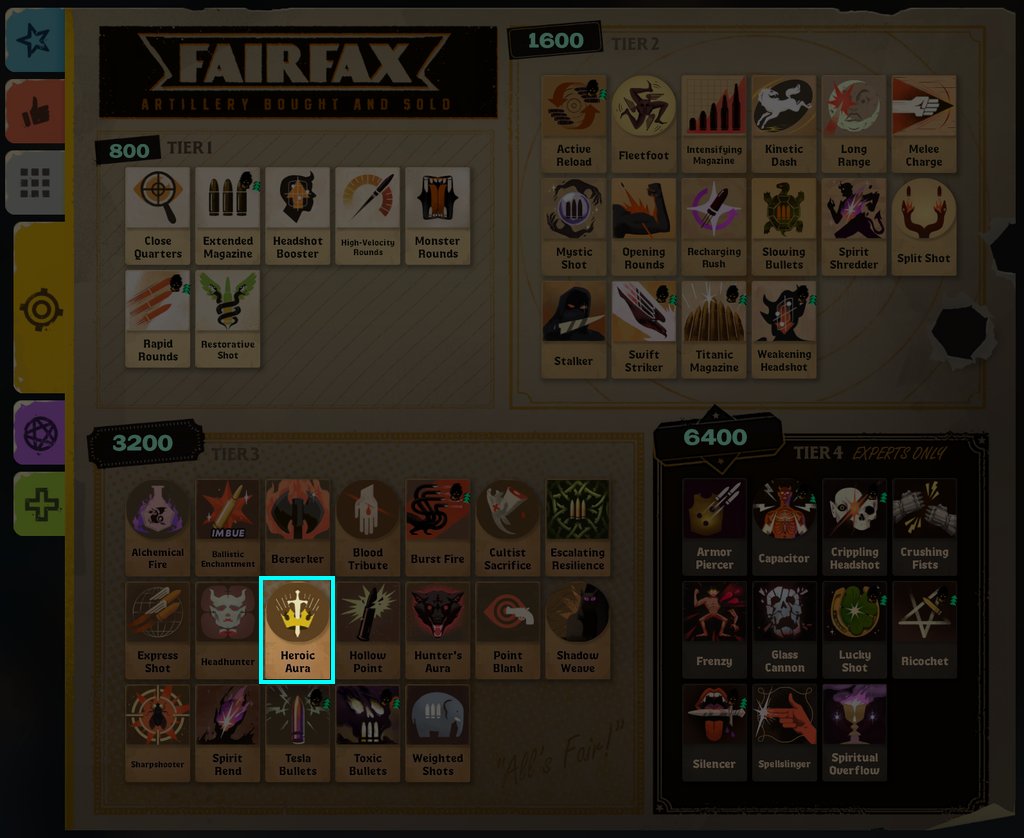 FAIRFAX
ARTILLERY BOUGHT AND SOLD
800 TIER 1
Close Quarters
Extended Magazine
Headshot Booster
High-Velocity Rounds
Monster Rounds
Rapid Rounds
Restorative Shot
1600 TIER 2
Active Reload
Fleetfoot
Intensifying Magazine
Kinetic Dash
Long Range
Melee Charge
Mystic Shot
Opening Rounds
Recharging Rush
Slowing Bullets
Spirit Shredder
Split Shot
Stalker
Swift Striker
Titanic Magazine
Weakening Headshot
3200 TIER 3
Alchemical Fire
IMBUE
Ballistic Enchantment
Berserker
Blood Tribute
Burst Fire
Cultist Sacrifice
Escalating Resilience
Express Shot
Headhunter
Heroic Aura
Hollow Point
Hunter's Aura
Point Blank
Shadow Weave
Sharpshooter
Spirit Rend
Tesla Bullets
Toxic Bullets
Weighted Shots
"All's Fair!"
6400 TIER 4 EXPERTS ONLY
Armor Piercer
Capacitor
Crippling Headshot
Crushing Fists
Frenzy
Glass Cannon
Lucky Shot
Ricochet
Silencer
Spellslinger
Spiritual Overflow